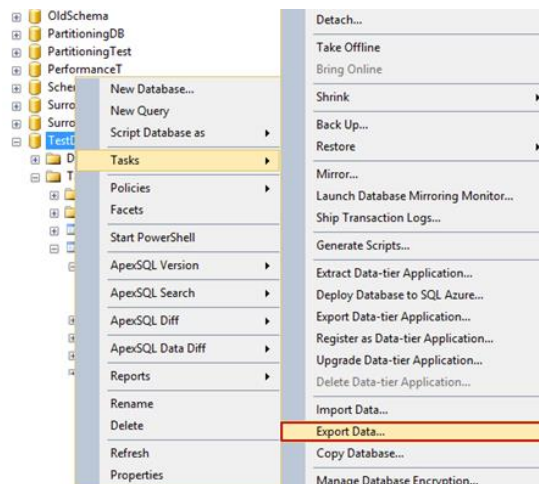 OldSchema
PartitioningDB
PartitioningTest
PerformanceT
Schem
Surro
Surro
TestD
D
T
New Database...
New Query
Script Database as
Tasks
Policies
Facets
Start PowerShell
ApexSQL Version
ApexSQL Search
ApexSQL Diff
ApexSQL Data Diff
Reports
Rename
Delete
Refresh
Properties
Detach...
Take Offline
Bring Online
Shrink
Back Up...
Restore
Mirror...
Launch Database Mirroring Monitor...
Ship Transaction Logs...
Generate Scripts...
Extract Data-tier Application...
Deploy Database to SQL Azure...
Export Data-tier Application...
Register as Data-tier Application...
Upgrade Data-tier Application...
Delete Data-tier Application...
Import Data...
Export Data...
Copy Database...
Manage Database Encryption...